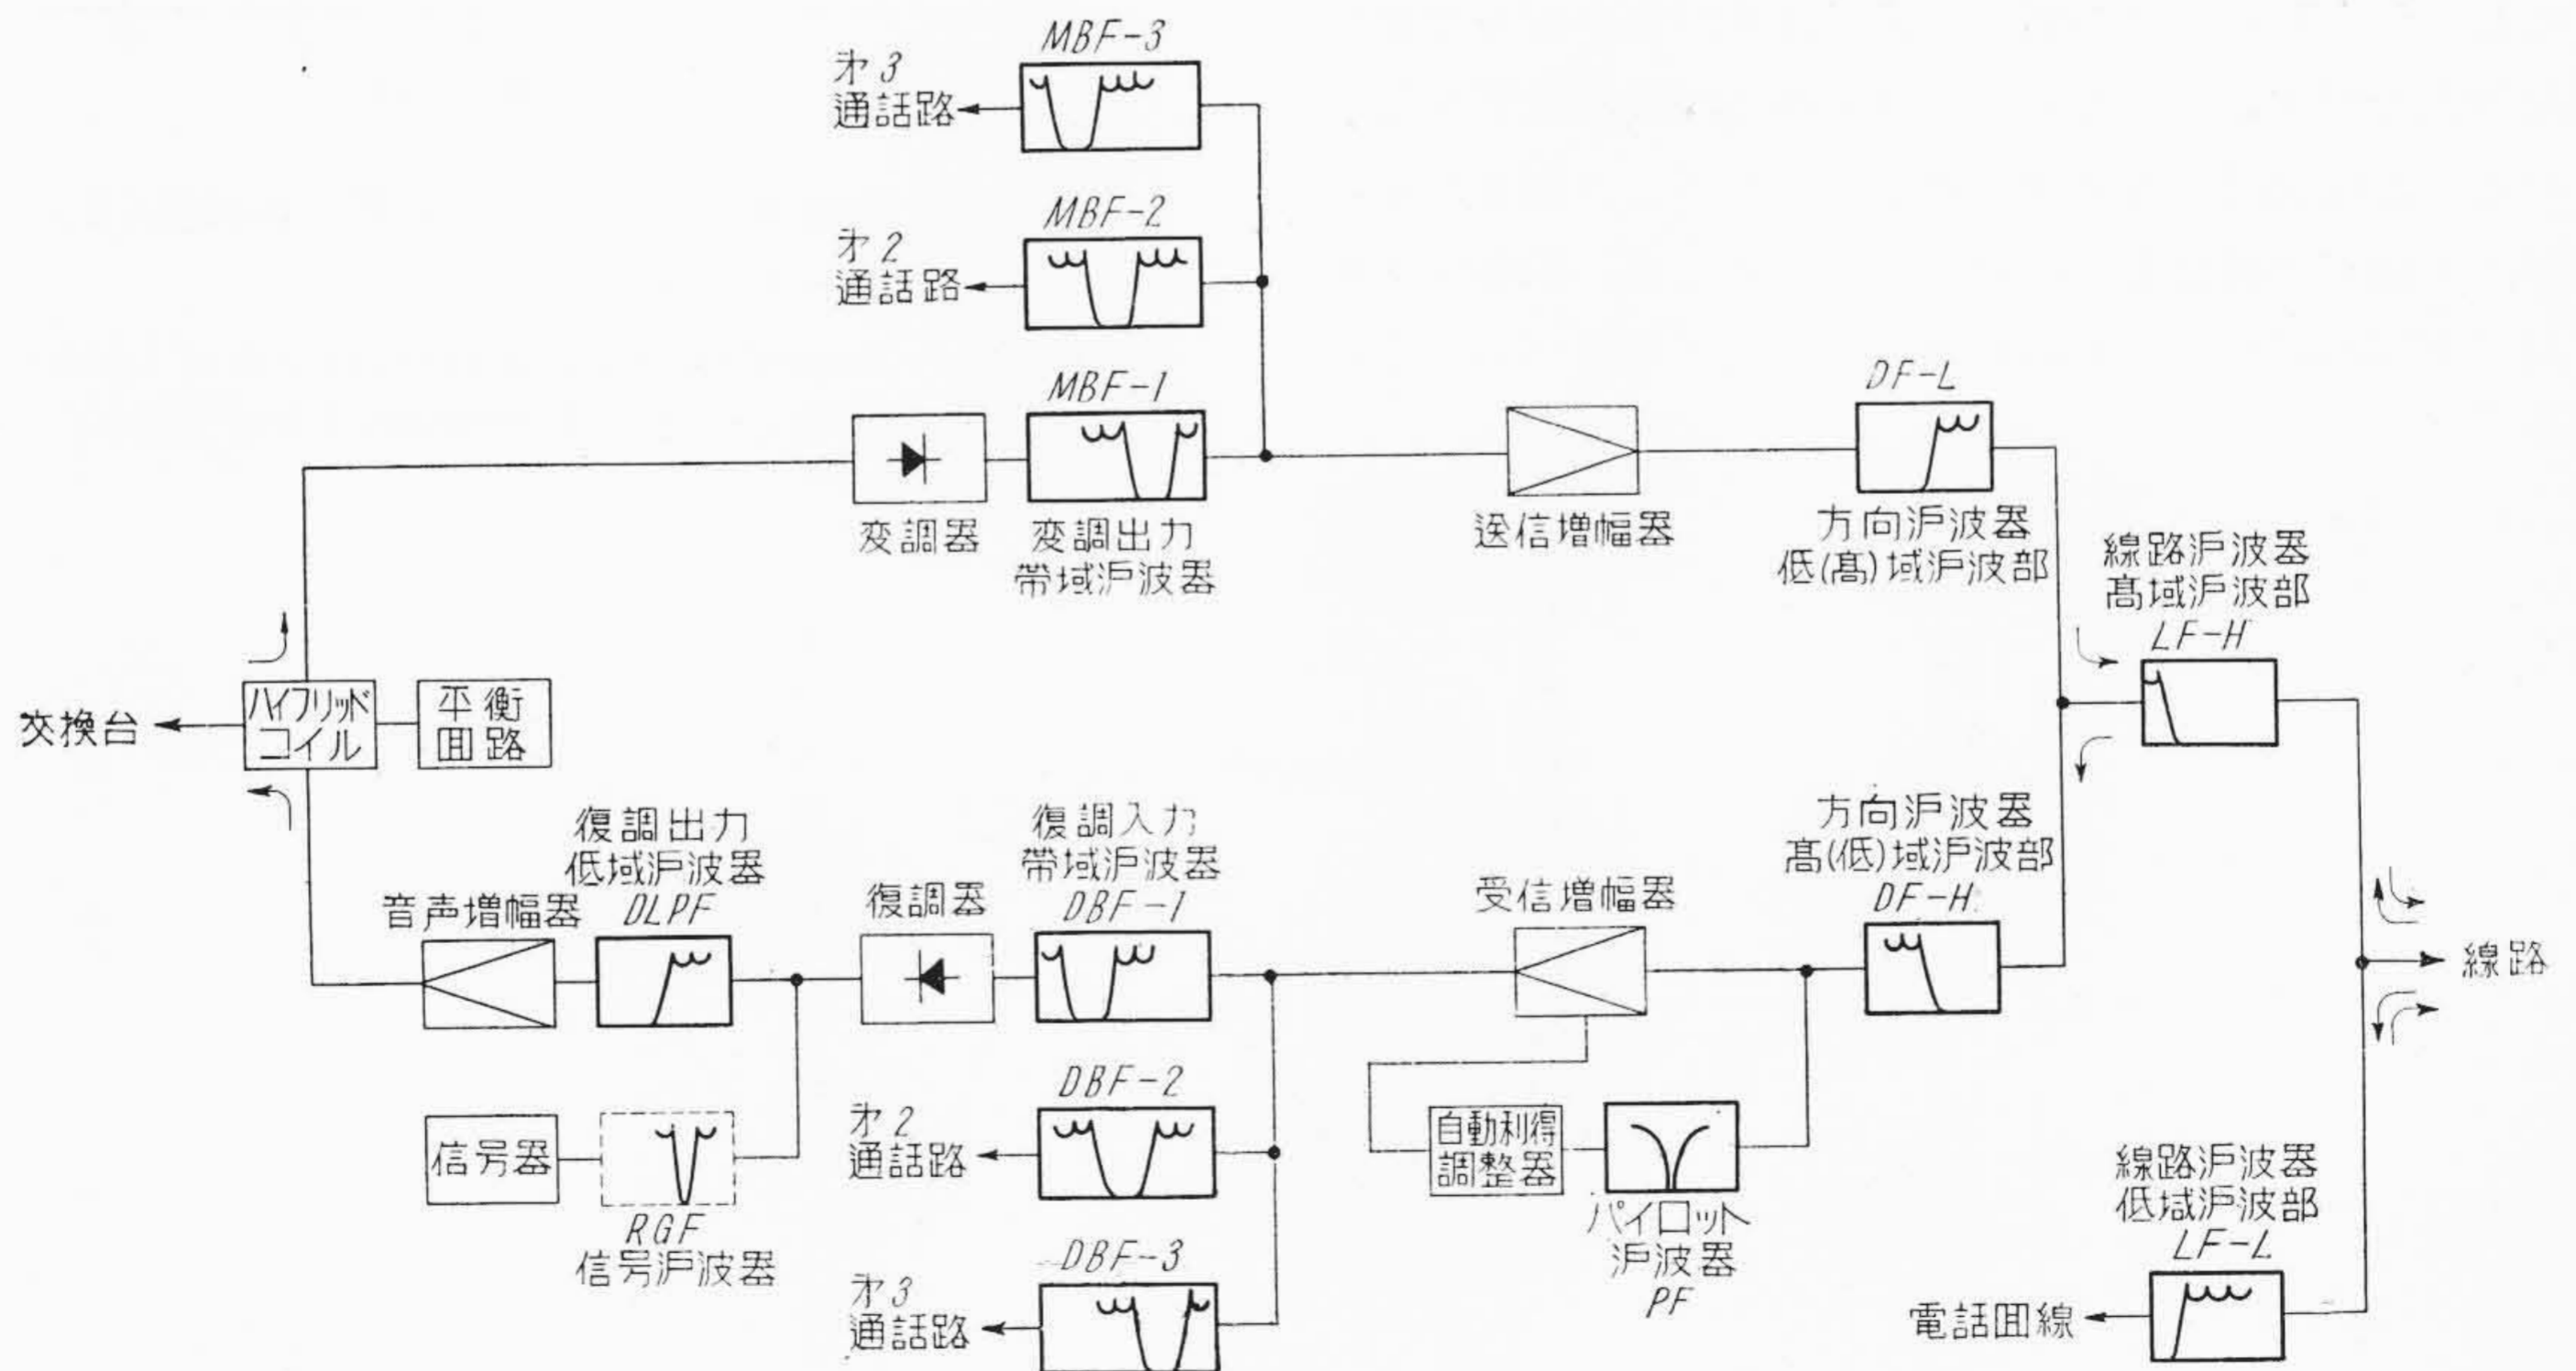 MBF-3
才3
通話路
MBF-2
才2
通話路
MBF-1
変調器
変調出力
帯域沪波器
送信増幅器
DF-L
方向沪波器
低(髙)域沪波部
線路沪波器
髙域沪波部
LF-H
交換台
ハイフリッド
コイル
平衡
回路
音声増幅器
復調出力
低域沪波器
DLPF
復調器
復調入力
帯域沪波器
DBF-1
受信増幅器
方向沪波器
髙(低)域沪波部
DF-H
線路
信号器
RGF
信号沪波器
DBF-2
才2
通話路
DBF-3
才3
通話路
自動利得
調整器
パイロット
沪波器
PF
線路沪波器
低域沪波部
LF-L
電話回線